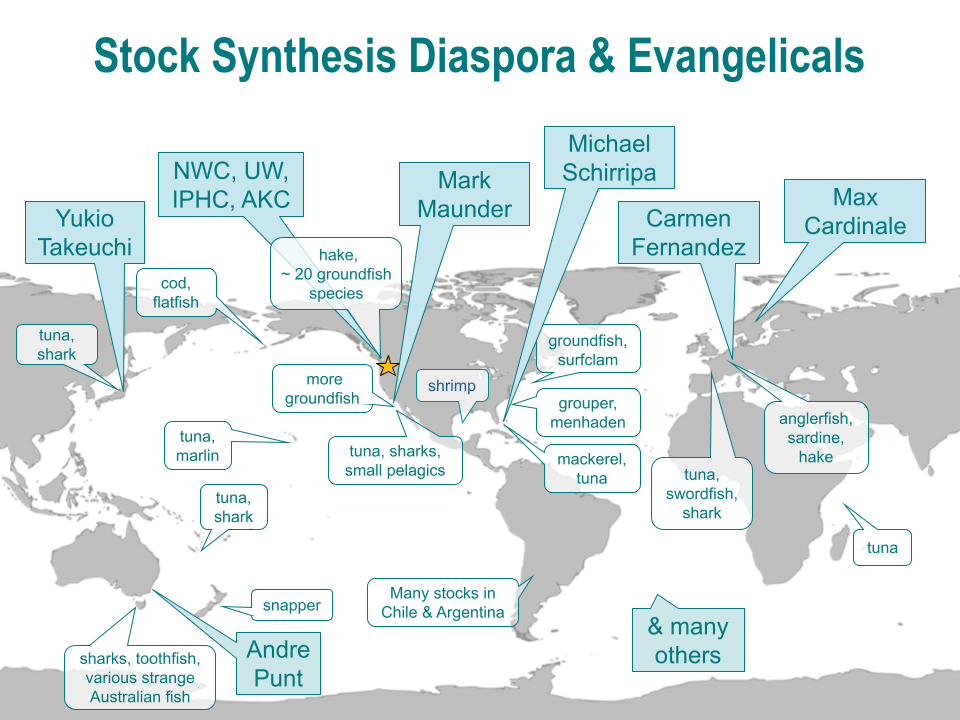 Stock Synthesis Diaspora & Evangelicals
Michael
Schirripa
NWC, UW,
IPHC, AKC
Mark
Maunder
Max
Cardinale
Yukio
Takeuchi
Carmen
Fernandez
hake,
~ 20 groundfish
species
cod,
flatfish
tuna,
shark
groundfish,
surfclam
more
groundfish
shrimp
grouper,
menhaden
anglerfish,
sardine,
hake
tuna,
marlin
tuna, sharks,
small pelagics
mackerel,
tuna
tuna,
swordfish,
shark
tuna,
shark
tuna
snapper
Many stocks in
Chile & Argentina
& many
others
Andre
Punt
sharks, toothfish,
various strange
Australian fish